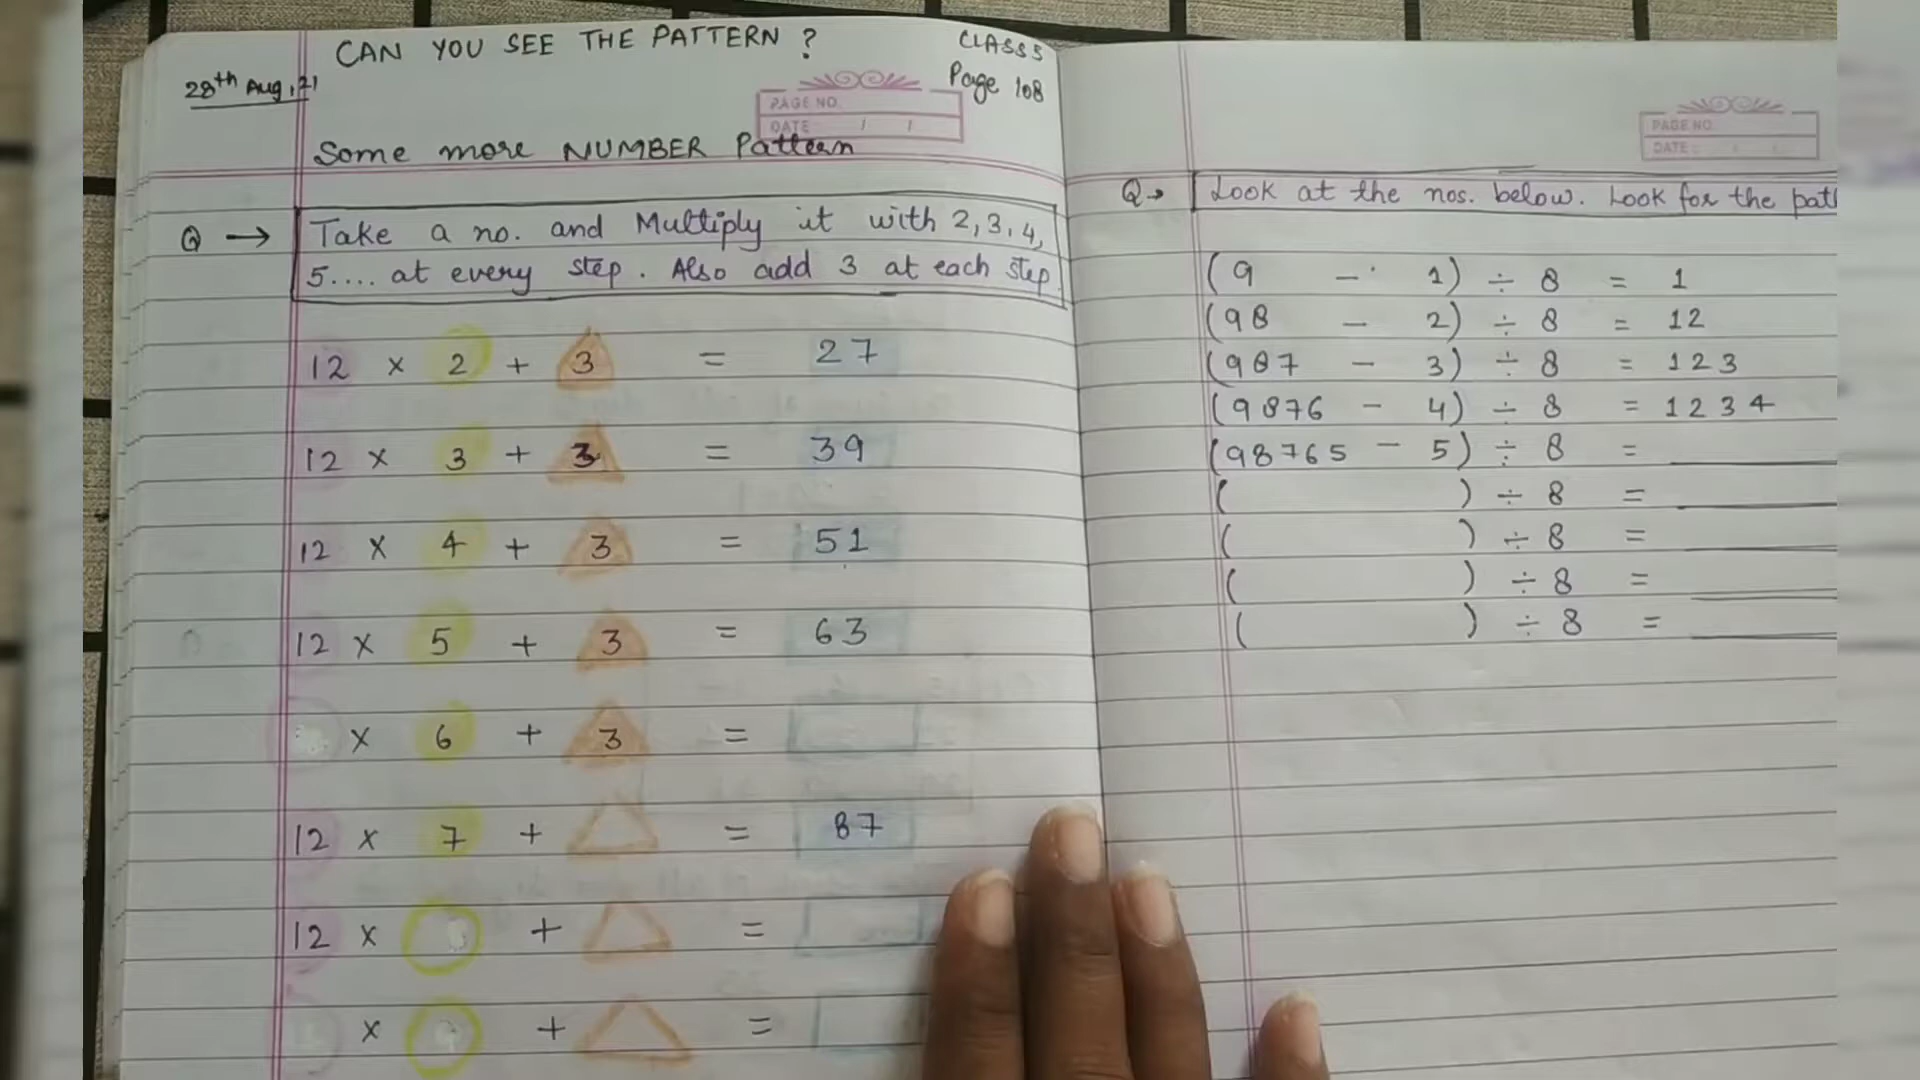 CAN YOU SEE THE PATTERN ?
CLASS 5
28th Aug, 21
Page 108
PAGE NO.
DATE / /
Some more NUMBER Pattern
Q → Take a no. and Multiply it with 2, 3, 4,
5.... at every step. Also add 3 at each step
12 × 2 + 3 = 27
12 × 3 + 3 = 39
12 × 4 + 3 = 51
12 × 5 + 3 = 63
× 6 + 3 =
12 × 7 + = 87
12 × + =
× + =
PAGE NO.
DATE :
Q → Look at the nos. below. Look for the patt
(9 - 1) ÷ 8 = 1
(98 - 2) ÷ 8 = 12
(987 - 3) ÷ 8 = 123
(9876 - 4) ÷ 8 = 1234
(98765 - 5) ÷ 8 =
( ) ÷ 8 =
( ) ÷ 8 =
( ) ÷ 8 =
( ) ÷ 8 =